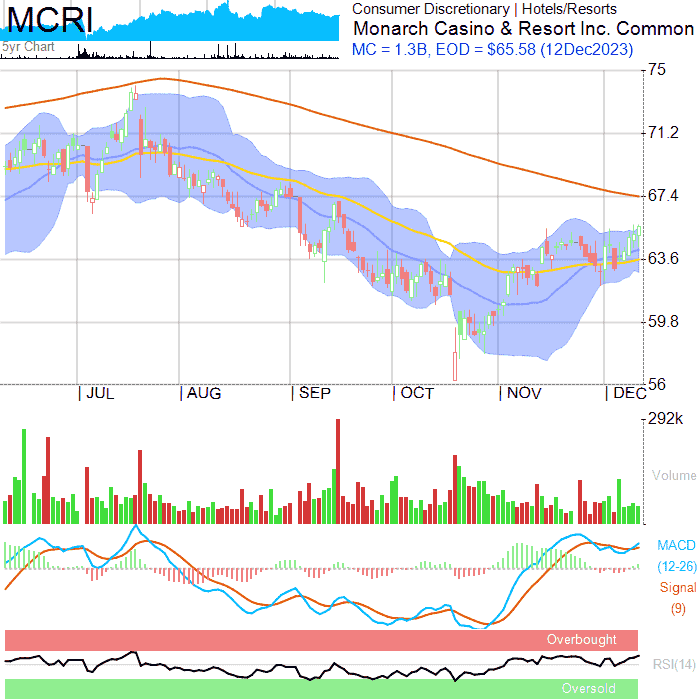 MCRI
Consumer Discretionary | Hotels/Resorts
Monarch Casino & Resort Inc. Common
5yr Chart
MC = 1.3B, EOD = $65.58 (12Dec2023)
75
71.2
67.4
63.6
59.8
56
JUL AUG SEP OCT NOV DEC
292k
Volume
MACD
(12-26)
Signal
(9)
Overbought
RSI(14)
Oversold